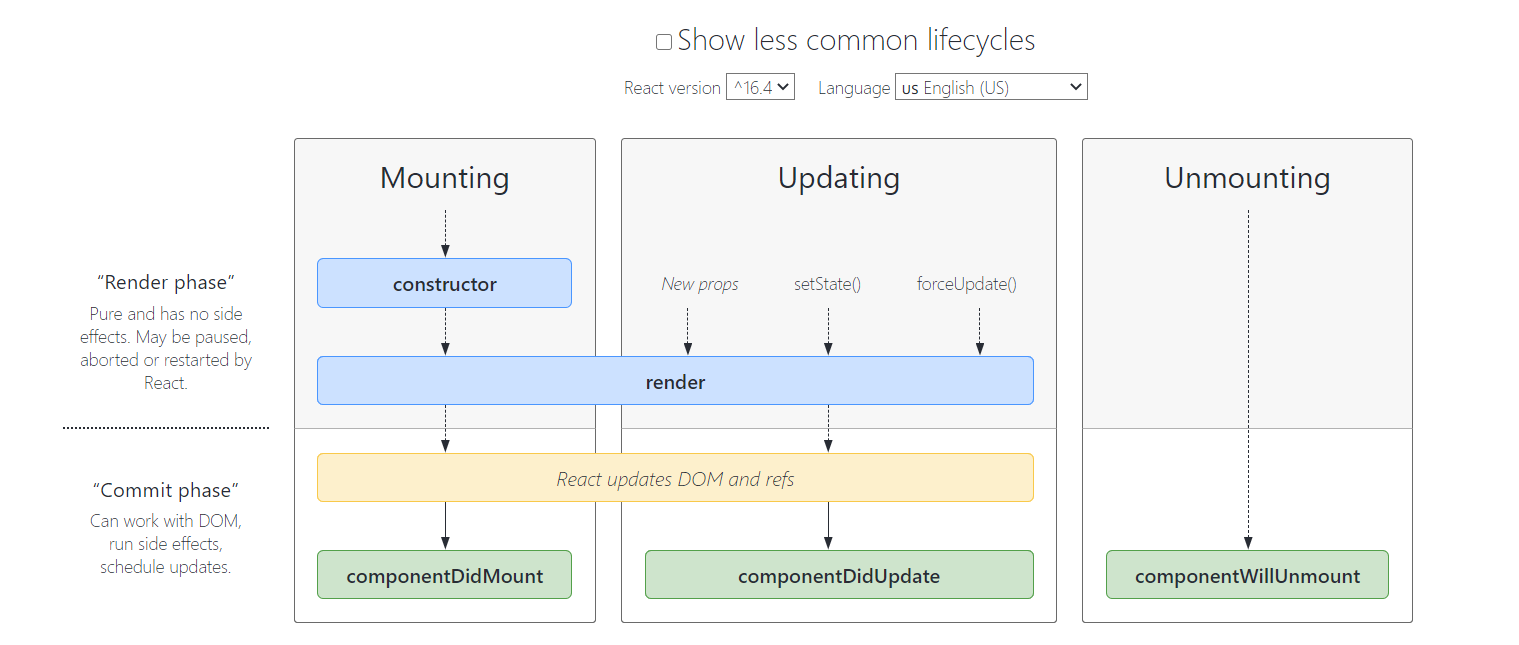 Show less common lifecycles
React version ^16.4 Language us English (US)
Mounting Updating Unmounting
“Render phase”
Pure and has no side
effects. May be paused,
aborted or restarted by
React.
constructor
New props setState() forceUpdate()
render
“Commit phase”
Can work with DOM,
run side effects,
schedule updates.
React updates DOM and refs
componentDidMount componentDidUpdate componentWillUnmount